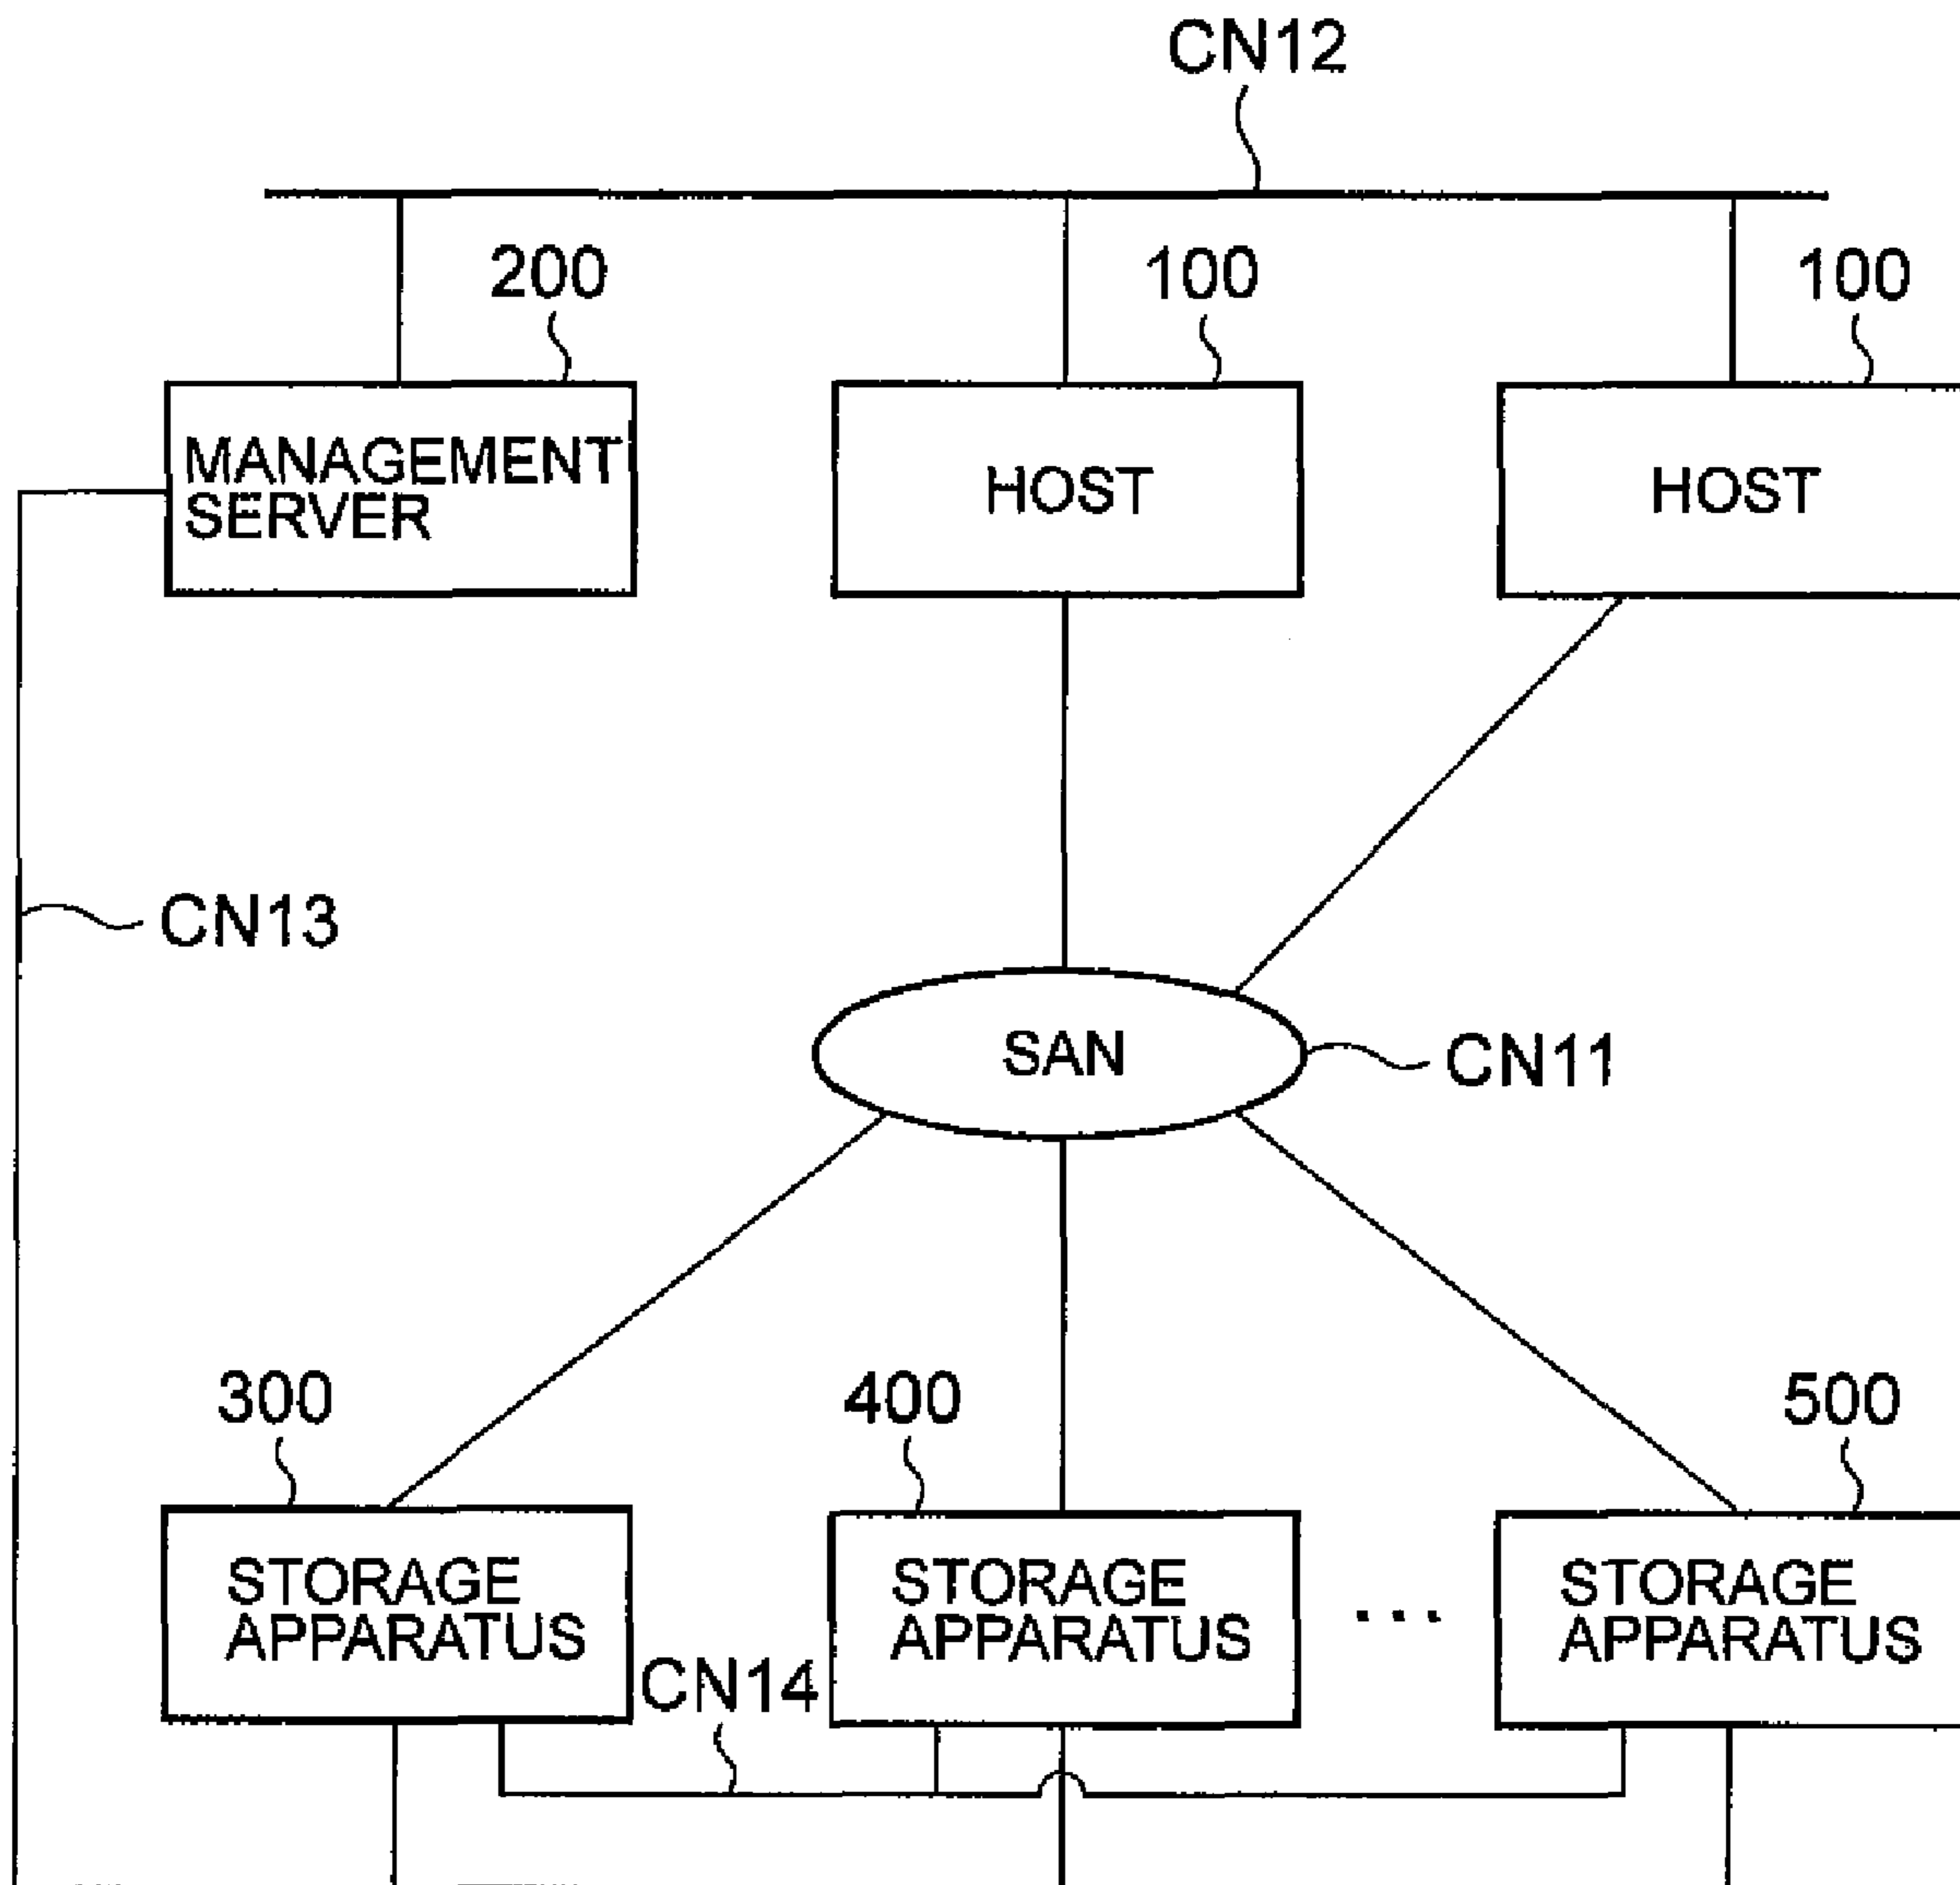 CN12
200
100
100
MANAGEMENT
SERVER
HOST
HOST
CN13
SAN
CN11
300
400
500
STORAGE
APPARATUS
STORAGE
APPARATUS
...
STORAGE
APPARATUS
CN14